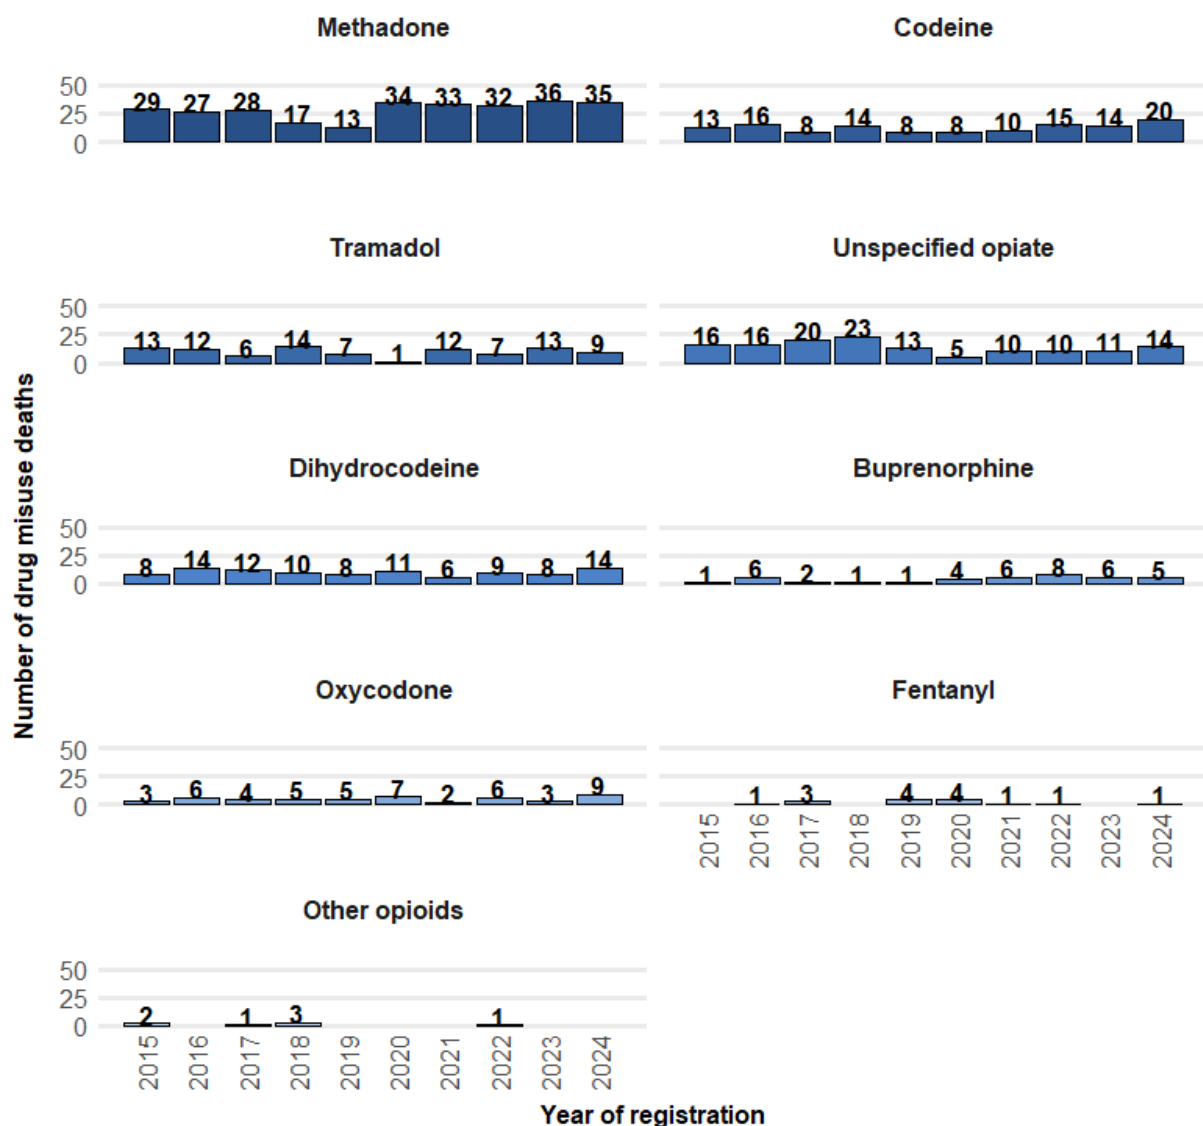 Methadone
Codeine
50
25
0
29 27 28 17 13 34 33 32 36 35
13 16 8 14 8 8 10 15 14 20
Tramadol
Unspecified opiate
50
25
0
13 12 6 14 7 1 12 7 13 9
16 16 20 23 13 5 10 10 11 14
Dihydrocodeine
Buprenorphine
50
25
0
8 14 12 10 8 11 6 9 8 14
1 6 2 1 1 4 6 8 6 5
Oxycodone
Fentanyl
50
25
0
3 6 4 5 5 7 2 6 3 9
1 3 4 4 1 1 1
2015 2016 2017 2018 2019 2020 2021 2022 2023 2024
Other opioids
50
25
0
2 1 3 1
2015 2016 2017 2018 2019 2020 2021 2022 2023 2024
Number of drug misuse deaths
Year of registration